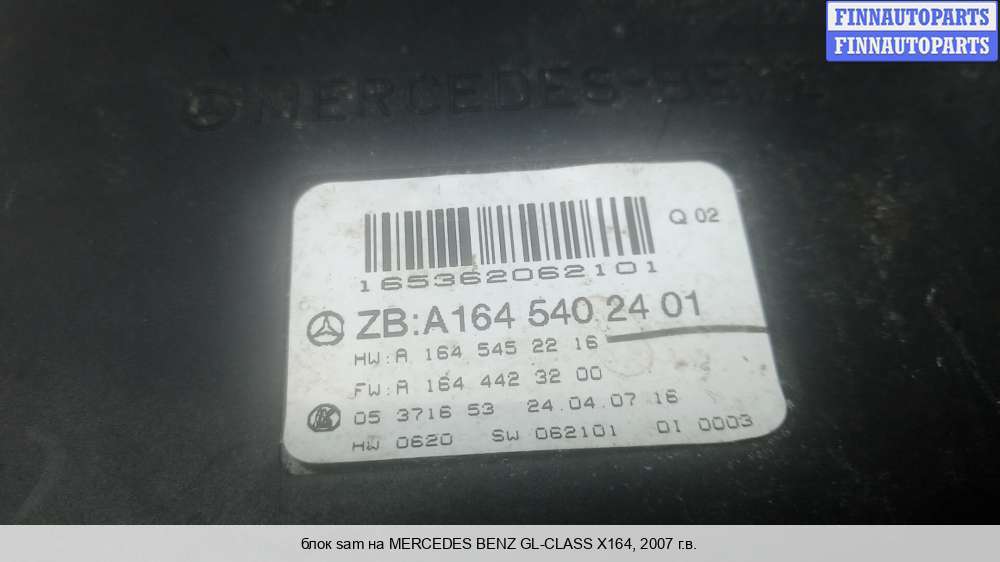 FINNAUTOPARTS
FINNAUTOPARTS
MERCEDES-BENZ
Q 02
165362062101
ZB:A164 540 24 01
HW:A 164 545 22 16
FW:A 164 442 32 00
05 3716 53 24.04.07 16
HW 0620 SW 062101 01 0003
блок sam на MERCEDES BENZ GL-CLASS X164, 2007 г.в.